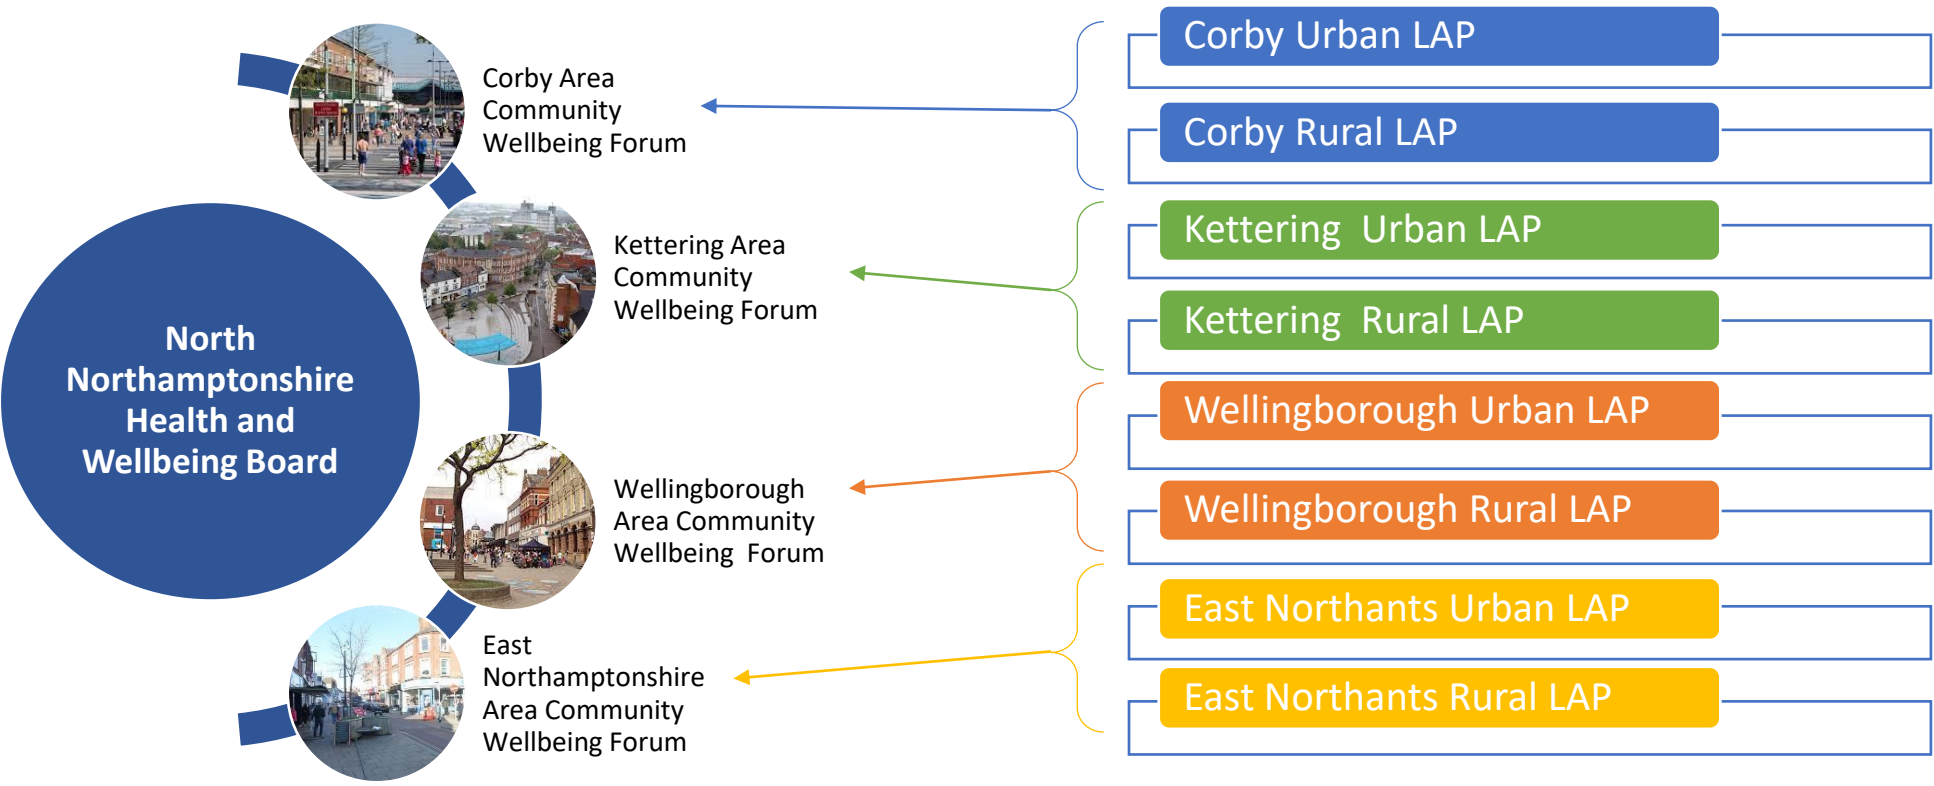 North
Northamptonshire
Health and
Wellbeing Board
Corby Area
Community
Wellbeing Forum
Kettering Area
Community
Wellbeing Forum
Wellingborough
Area Community
Wellbeing  Forum
East
Northamptonshire
Area Community
Wellbeing Forum
Corby Urban LAP
Corby Rural LAP
Kettering  Urban LAP
Kettering  Rural LAP
Wellingborough Urban LAP
Wellingborough Rural LAP
East Northants Urban LAP
East Northants Rural LAP